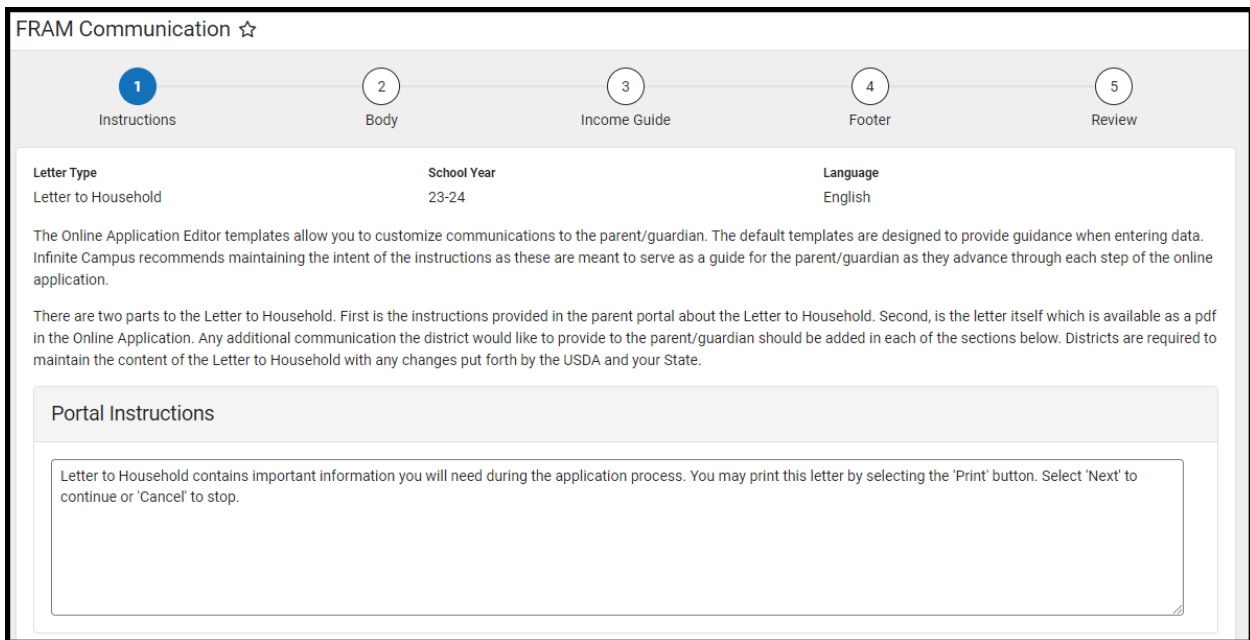 FRAM Communication
1 2 3 4 5
Instructions Body Income Guide Footer Review
Letter Type School Year Language
Letter to Household 23-24 English
The Online Application Editor templates allow you to customize communications to the parent/guardian. The default templates are designed to provide guidance when entering data.
Infinite Campus recommends maintaining the intent of the instructions as these are meant to serve as a guide for the parent/guardian as they advance through each step of the online
application.
There are two parts to the Letter to Household. First is the instructions provided in the parent portal about the Letter to Household. Second, is the letter itself which is available as a pdf
in the Online Application. Any additional communication the district would like to provide to the parent/guardian should be added in each of the sections below. Districts are required to
maintain the content of the Letter to Household with any changes put forth by the USDA and your State.
Portal Instructions
Letter to Household contains important information you will need during the application process. You may print this letter by selecting the 'Print' button. Select 'Next' to
continue or 'Cancel' to stop.